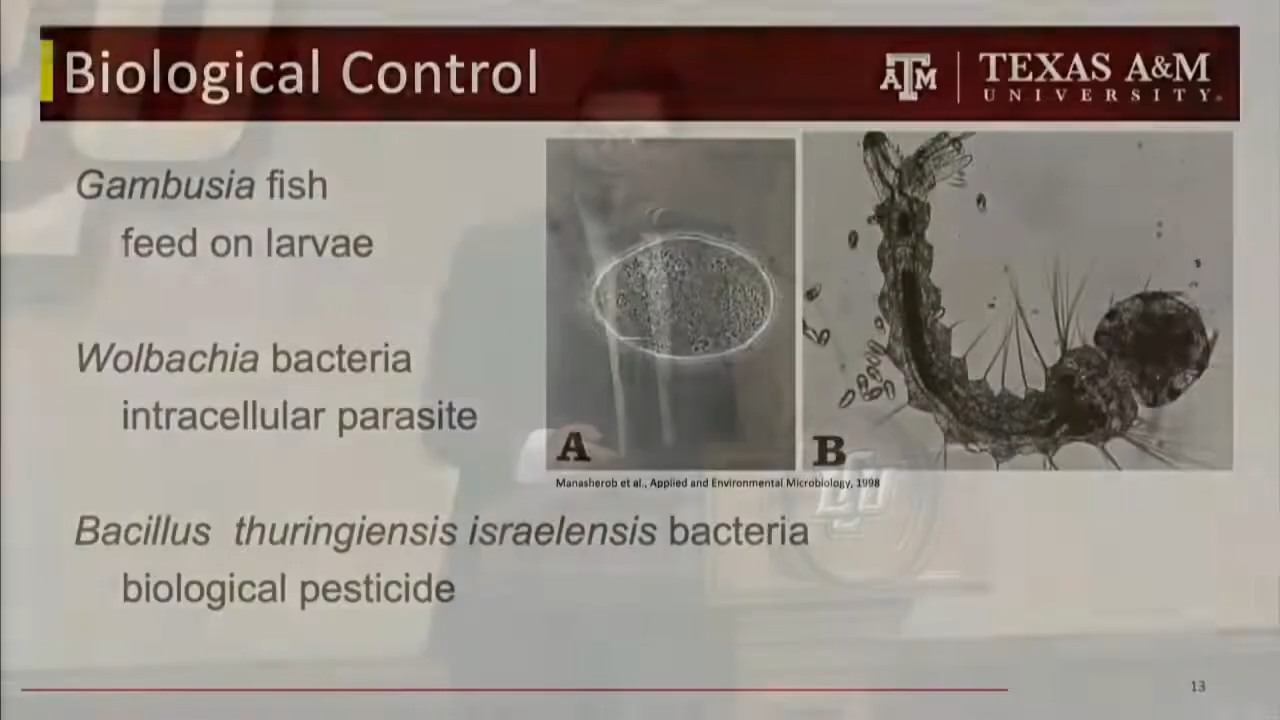 Biological Control
ATM
TEXAS A&M
UNIVERSITY®
Gambusia fish
feed on larvae
Wolbachia bacteria
intracellular parasite
A
B
Manasherob et al., Applied and Environmental Microbiology, 1998
Bacillus thuringiensis israelensis bacteria
biological pesticide
13